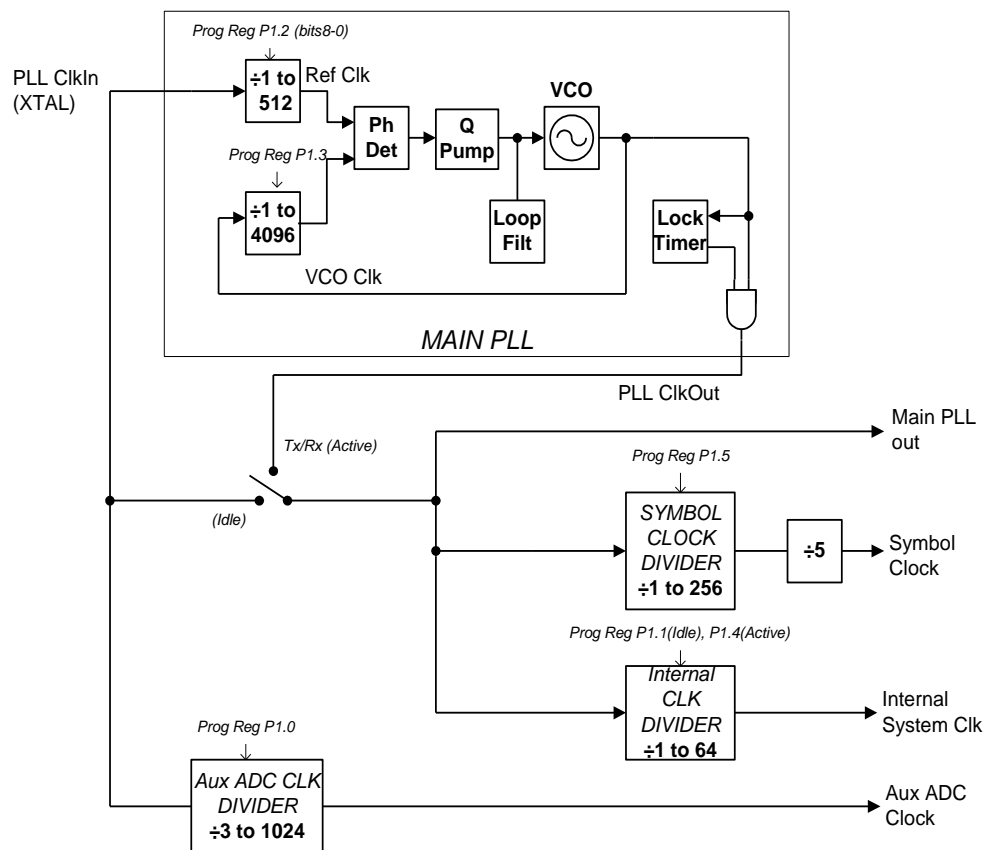 Prog Reg P1.2 (bits8-0)
PLL ClkIn
(XTAL)
÷1 to
512
Ref Clk
VCO
Ph
Det
Q
Pump
Prog Reg P1.3
÷1 to
4096
Loop
Filt
Lock
Timer
VCO Clk
MAIN PLL
PLL ClkOut
Tx/Rx (Active)
Main PLL
out
(Idle)
Prog Reg P1.5
SYMBOL
CLOCK
DIVIDER
÷1 to 256
÷5
Symbol
Clock
Prog Reg P1.1(Idle), P1.4(Active)
Internal
CLK
DIVIDER
÷1 to 64
Internal
System Clk
Prog Reg P1.0
Aux ADC CLK
DIVIDER
÷3 to 1024
Aux ADC
Clock